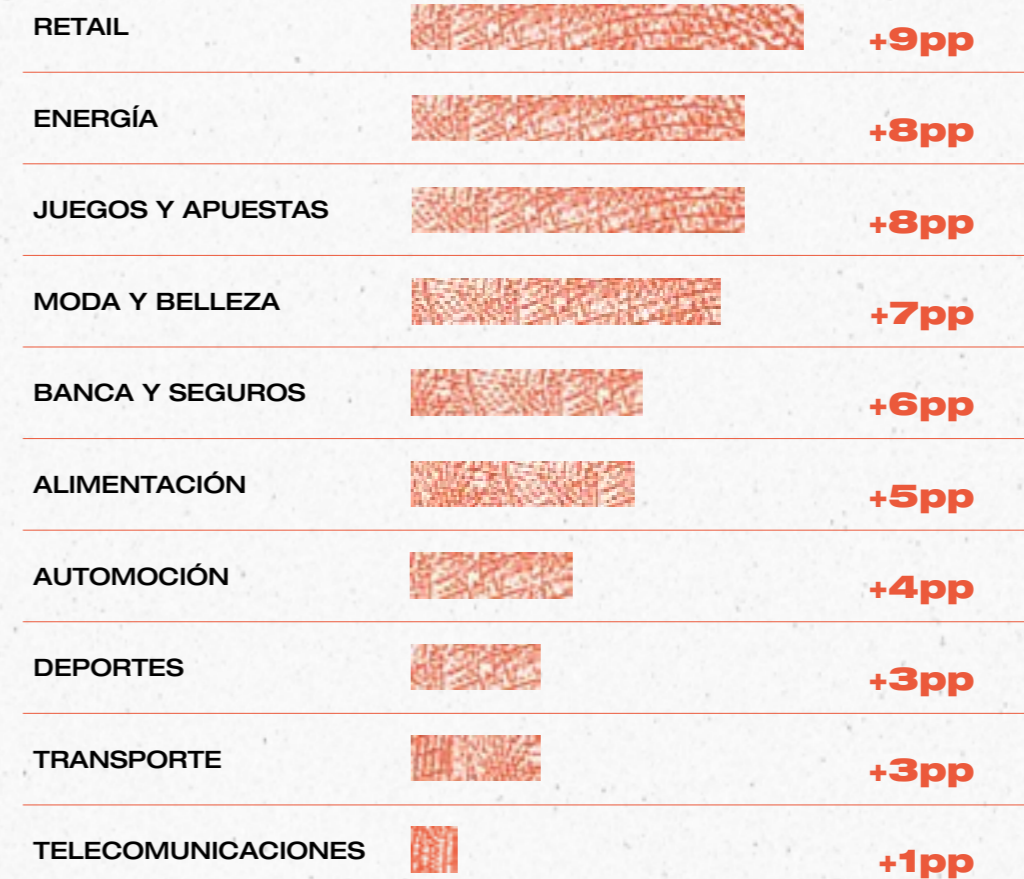 RETAIL +9pp
ENERGÍA +8pp
JUEGOS Y APUESTAS +8pp
MODA Y BELLEZA +7pp
BANCA Y SEGUROS +6pp
ALIMENTACIÓN +5pp
AUTOMOCIÓN +4pp
DEPORTES +3pp
TRANSPORTE +3pp
TELECOMUNICACIONES +1pp